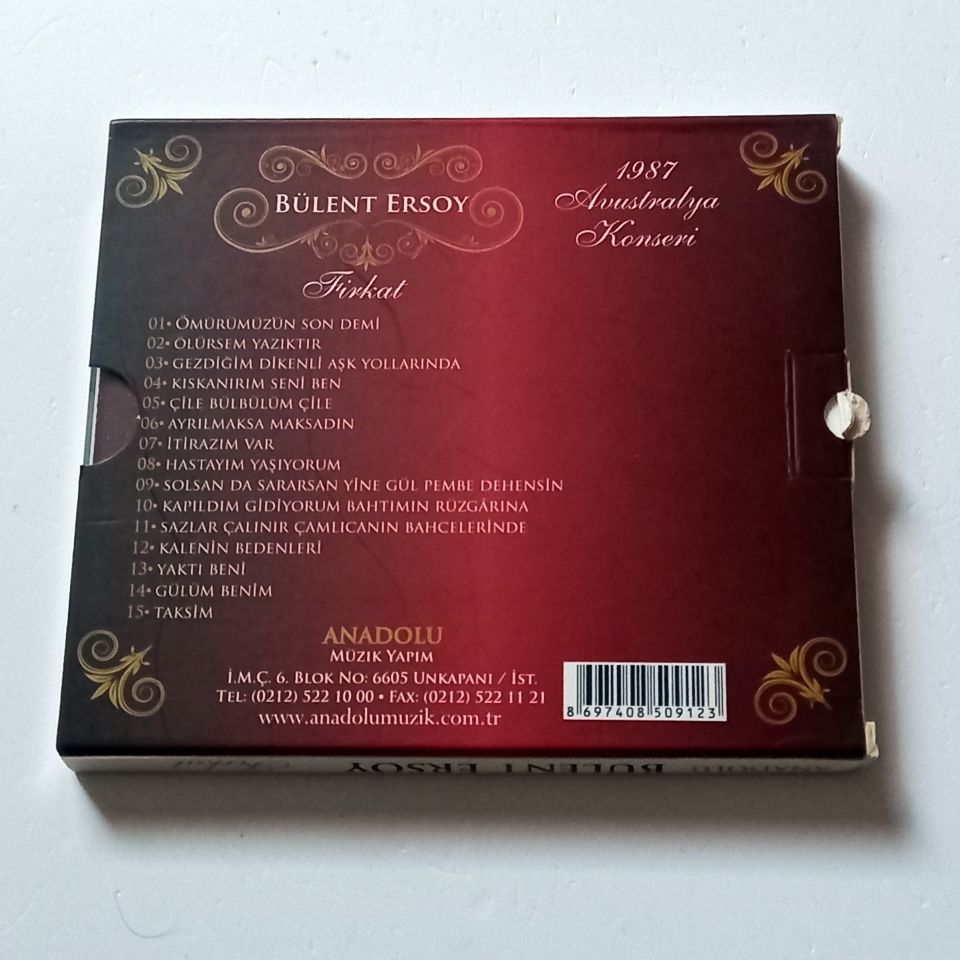 BÜLENT ERSOY
Firkat
1987
Avustralya
Konseri
01• ÖMÜRÜMÜZÜN SON DEMİ
02• ÖLÜRSEM YAZIKTIR
03• GEZDİĞİM DİKENLİ AŞK YOLLARINDA
04• KISKANIRIM SENİ BEN
05• ÇİLE BÜLBÜLÜM ÇİLE
06• AYRILMAKSA MAKSADIN
07• İTİRAZIM VAR
08• HASTAYIM YAŞIYORUM
09• SOLSAN DA SARARSAN YİNE GÜL PEMBE DEHENSİN
10• KAPILDIM GİDİYORUM BAHTIMIN RÜZGÂRINA
11• SAZLAR ÇALINIR ÇAMLICANIN BAHCELERİNDE
12• KALENİN BEDENLERİ
13• YAKTI BENİ
14• GÜLÜM BENİM
15• TAKSİM
ANADOLU
MÜZİK YAPIM
İ.M.Ç. 6. BLOK NO: 6605 UNKAPANI / İST.
TEL: (0212) 522 10 00 • FAX: (0212) 522 11 21
www.anadolumuzik.com.tr
8 697408 509123
Firkat
BÜLENT ERSOY
ANADOLU